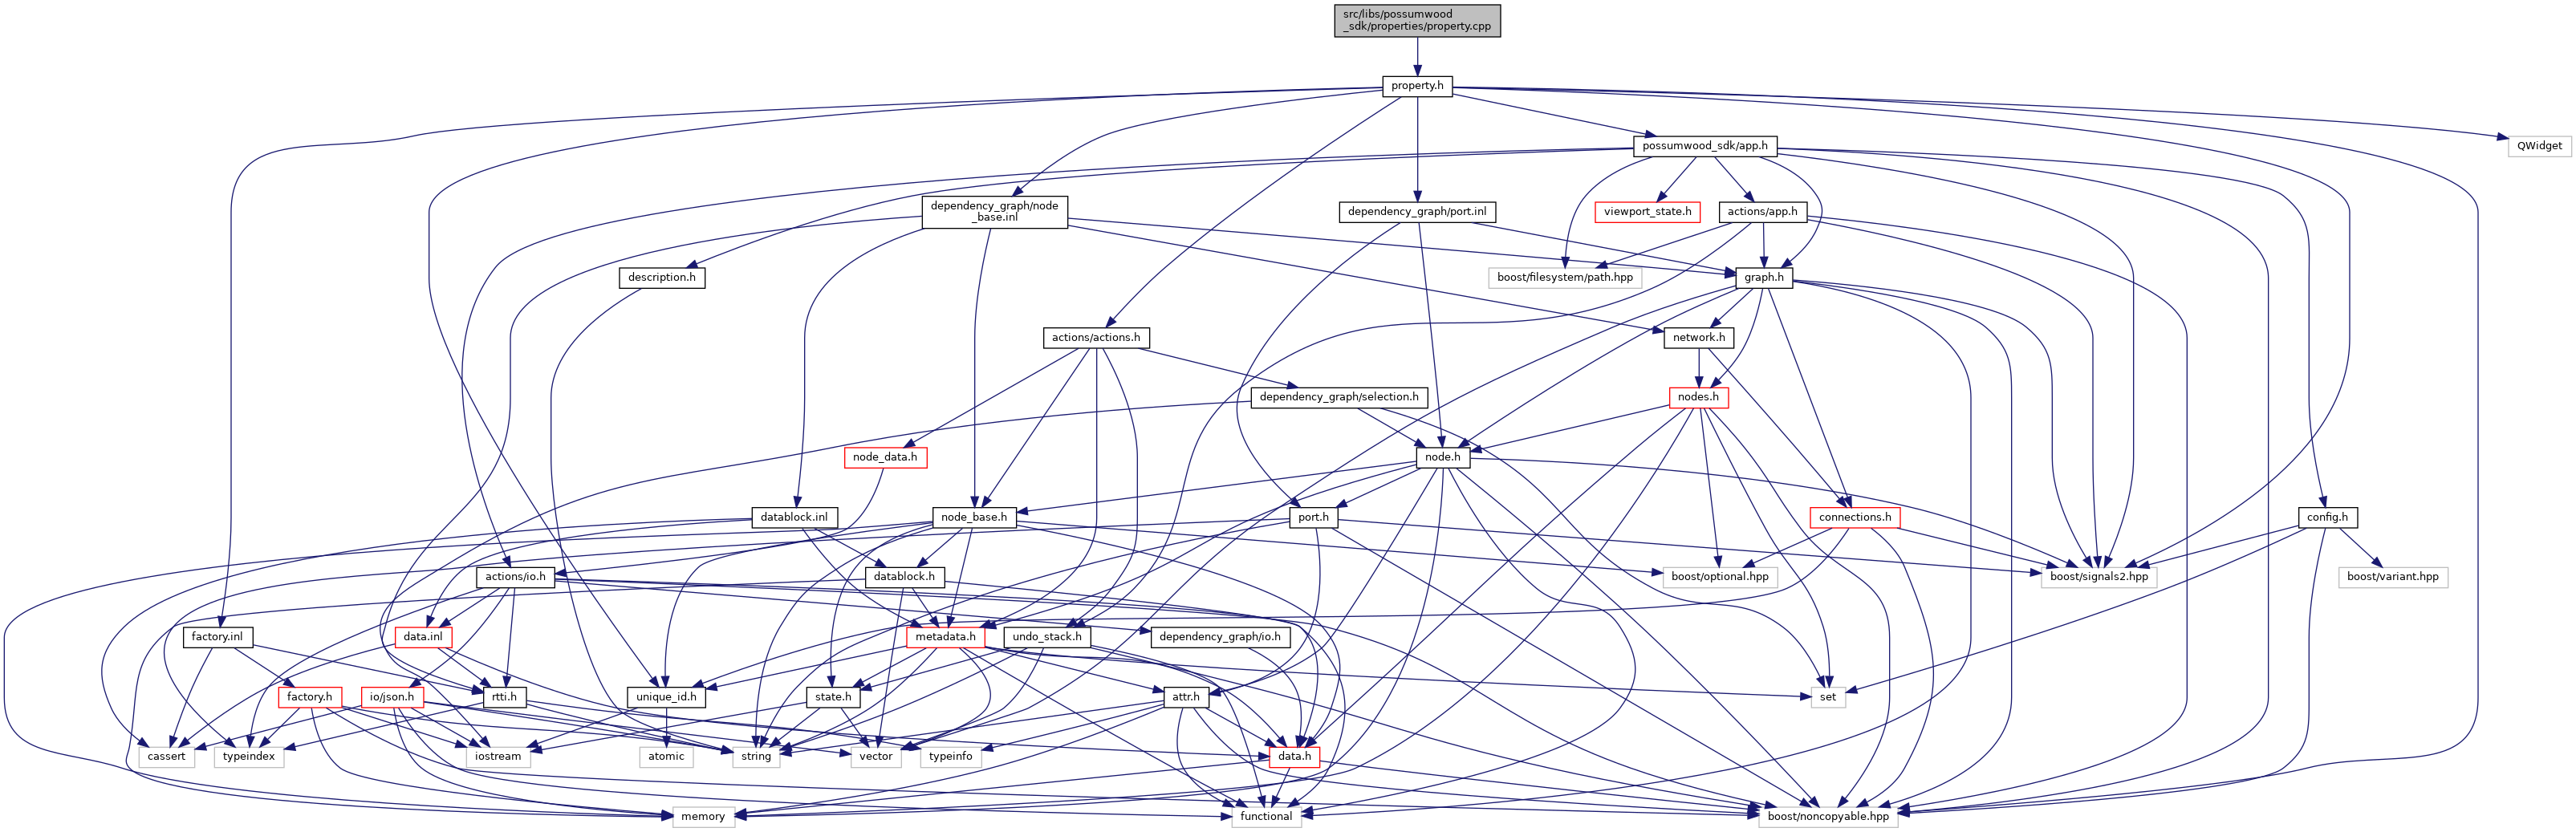 src/libs/possumwood
_sdk/properties/property.cpp
property.h
possumwood_sdk/app.h
QWidget
dependency_graph/node
_base.inl
dependency_graph/port.inl
viewport_state.h
actions/app.h
description.h
boost/filesystem/path.hpp
graph.h
actions/actions.h
network.h
dependency_graph/selection.h
nodes.h
node_data.h
node.h
datablock.inl
node_base.h
port.h
connections.h
config.h
actions/io.h
datablock.h
boost/optional.hpp
boost/signals2.hpp
boost/variant.hpp
factory.inl
data.inl
metadata.h
undo_stack.h
dependency_graph/io.h
factory.h
io/json.h
rtti.h
unique_id.h
state.h
attr.h
set
cassert
typeindex
iostream
atomic
string
vector
typeinfo
data.h
memory
functional
boost/noncopyable.hpp